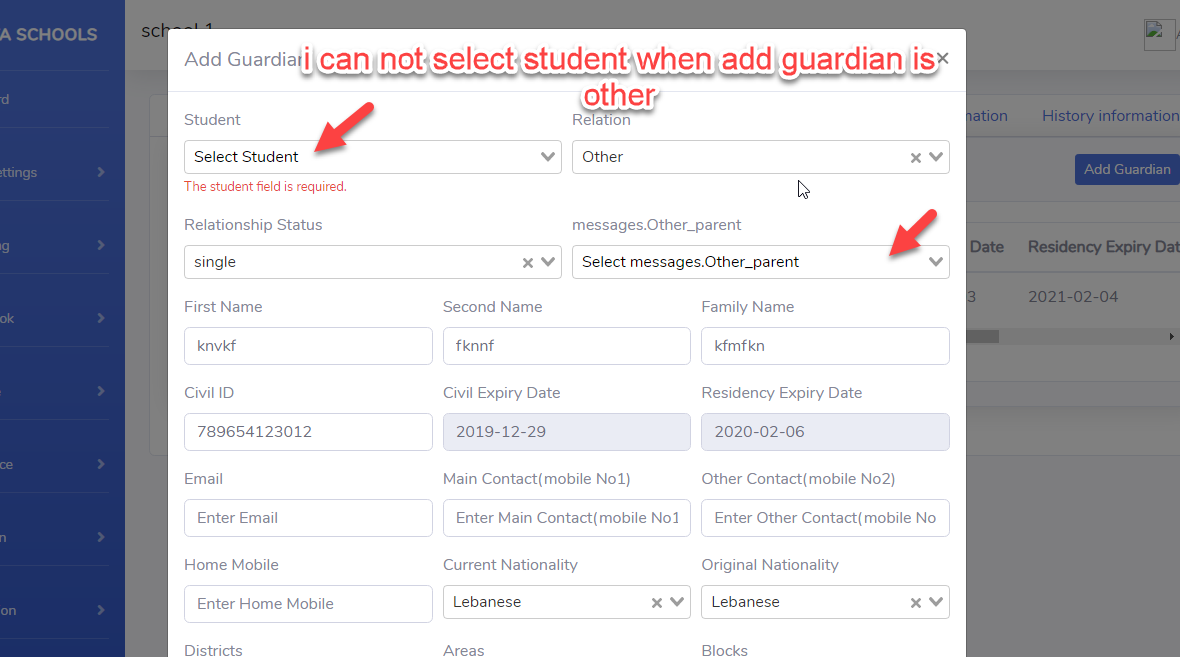 A SCHOOLS
school 1
Add Guardian
i can not select student when add guardian is
other
Student
Relation
Select Student
Other
The student field is required.
Relationship Status
messages.Other_parent
single
Select messages.Other_parent
First Name
Second Name
Family Name
knvkf
fknnf
kfmfkn
Civil ID
Civil Expiry Date
Residency Expiry Date
789654123012
2019-12-29
2020-02-06
Email
Main Contact(mobile No1)
Other Contact(mobile No2)
Enter Email
Enter Main Contact(mobile No1
Enter Other Contact(mobile No
Home Mobile
Current Nationality
Original Nationality
Enter Home Mobile
Lebanese
Lebanese
Districts
Areas
Blocks
rd
ettings
ng
ok
e
ce
n
on
mation
History information
Add Guardian
Date
Residency Expiry Dat
3
2021-02-04